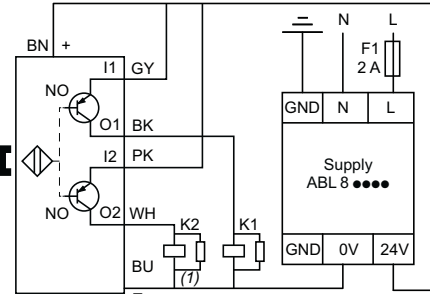 N L
BN +
F1
2 A
I1 GY
NO
GND N L
O1 BK
I2 PK
Supply
ABL 8 ●●●●
NO
O2 WH
K2 K1
GND 0V 24V
BU
(1)
–